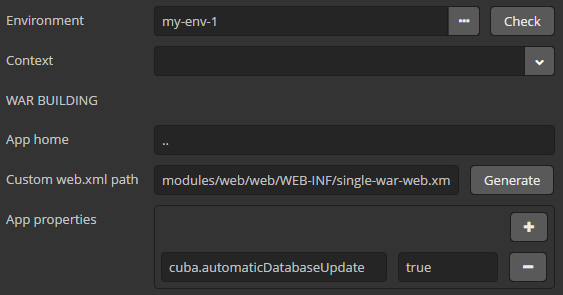 Environment my-env-1 ••• Check
Context
WAR BUILDING
App home ..
Custom web.xml path modules/web/web/WEB-INF/single-war-web.xm Generate
App properties
cuba.automaticDatabaseUpdate true